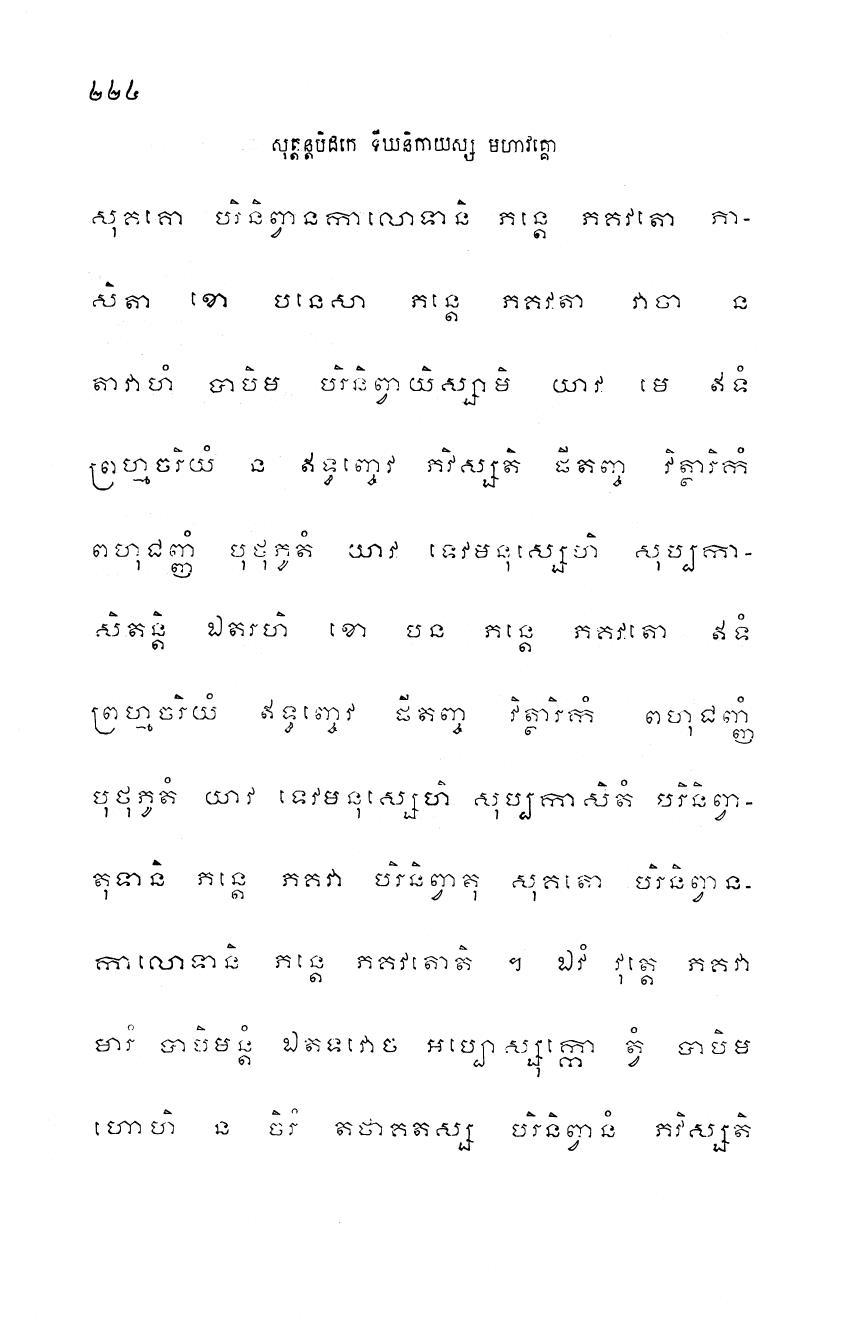 ២២៤
សុត្តន្តបិដកេ ទីឃនិកាយស្ស មហាវគ្គោ
សុគតោ បរិនិព្វានកាលោទានិ ភន្តេ ភគវតោ ភា-
សិតា ខោ បនេសា ភន្តេ ភគវតា វាចា ន
តាវាហំ បាបិម បរិនិព្វាយិស្សាមិ យាវ មេ ឥទំ
ព្រហ្មចរិយំ ន ឥទ្ធញ្ចេវ ភវិស្សតិ ផីតញ្ច វិត្ថារិកំ
ពហុជញ្ញំ បុថុភូតំ យាវ ទេវមនុស្សេហិ សុប្បកា-
សិតន្តិ ឯតរហិ ខោ បន ភន្តេ ភគវតោ ឥទំ
ព្រហ្មចរិយំ ឥទ្ធញ្ចេវ ផីតញ្ច វិត្ថារិកំ ពហុជញ្ញំ
បុថុភូតំ យាវ ទេវមនុស្សេហិ សុប្បកាសិតំ បរិនិព្វា-
តុទានិ ភន្តេ ភគវា បរិនិព្វាតុ សុគតោ បរិនិព្វាន-
កាលោទានិ ភន្តេ ភគវតោតិ ។ ឯវំ វុត្តេ ភគវា
មារំ បាបិមន្តំ ឯតទវោច អប្បោស្សុក្កោ ត្វំ បាបិម
ហោហិ ន ចិរំ តថាគតស្ស បរិនិព្វានំ ភវិស្សតិ